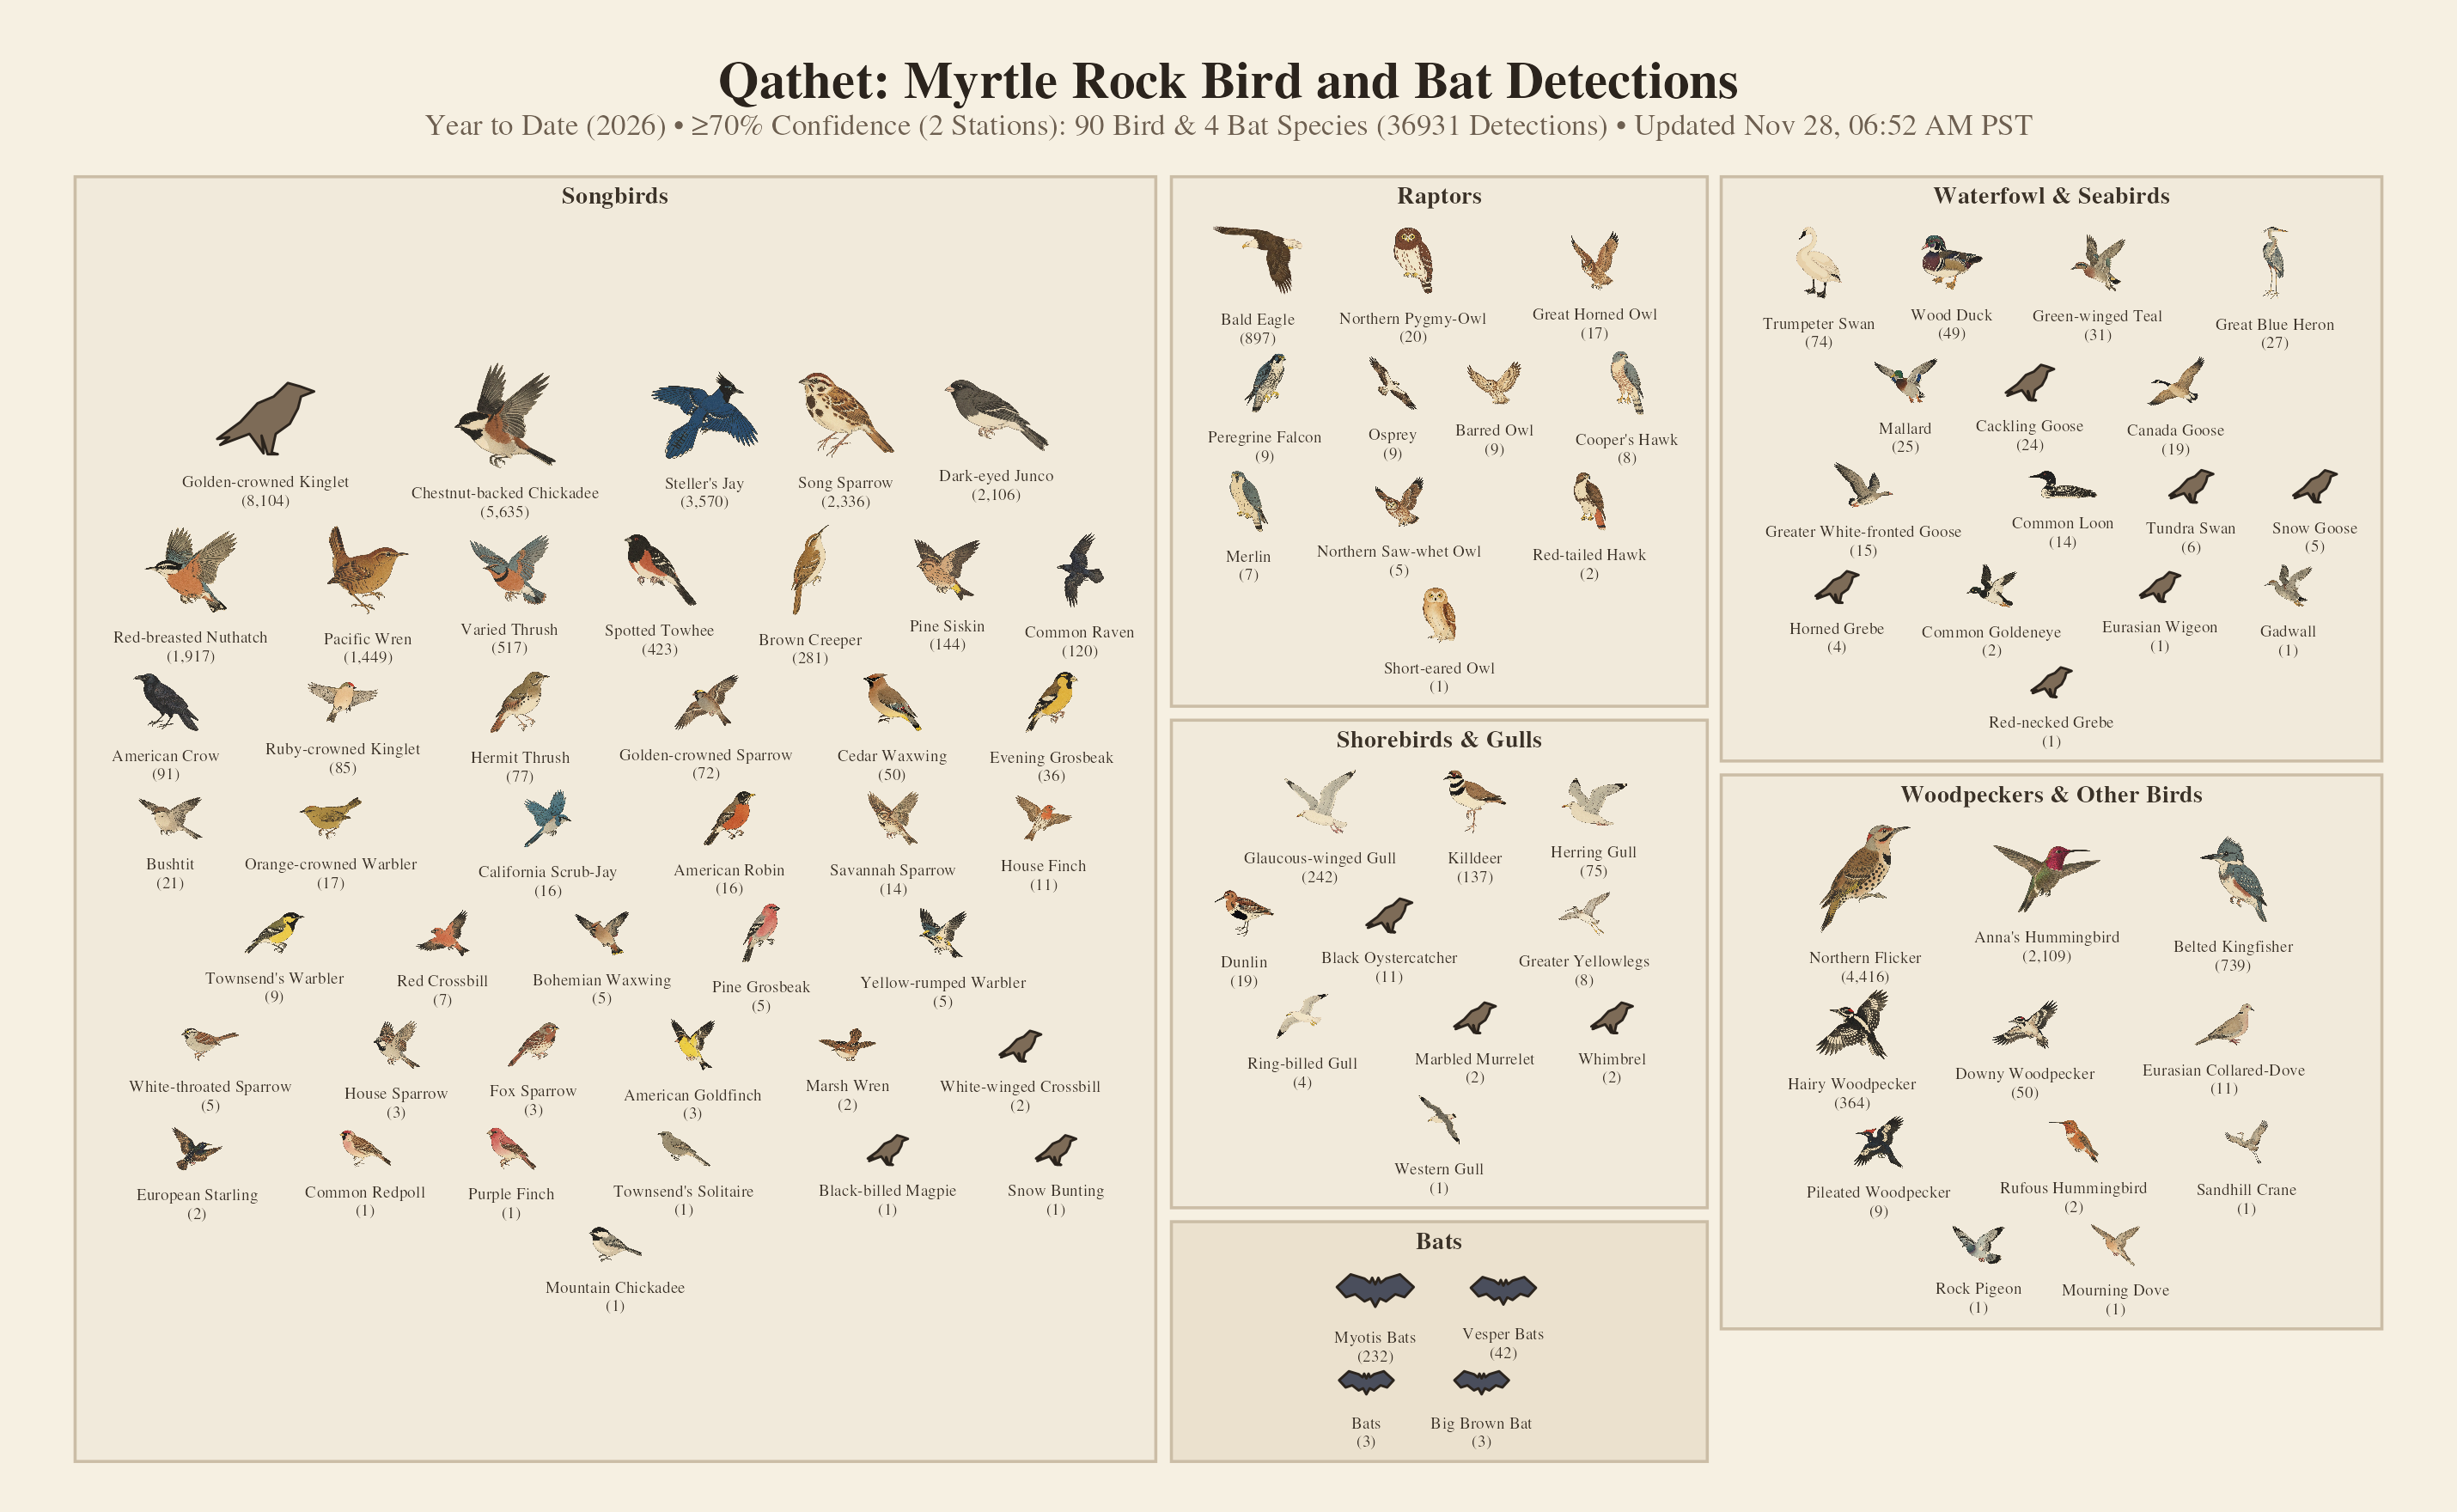 Qathet: Myrtle Rock Bird and Bat Detections
Year to Date (2026) • ≥70% Confidence (2 Stations): 90 Bird & 4 Bat Species (36931 Detections) • Updated Nov 28, 06:52 AM PST
Songbirds
Golden-crowned Kinglet
(8,104)
Chestnut-backed Chickadee
(5,635)
Steller's Jay
(3,570)
Song Sparrow
(2,336)
Dark-eyed Junco
(2,106)
Red-breasted Nuthatch
(1,917)
Pacific Wren
(1,449)
Varied Thrush
(517)
Spotted Towhee
(423)
Brown Creeper
(281)
Pine Siskin
(144)
Common Raven
(120)
American Crow
(91)
Ruby-crowned Kinglet
(85)
Hermit Thrush
(77)
Golden-crowned Sparrow
(72)
Cedar Waxwing
(50)
Evening Grosbeak
(36)
Bushtit
(21)
Orange-crowned Warbler
(17)
California Scrub-Jay
(16)
American Robin
(16)
Savannah Sparrow
(14)
House Finch
(11)
Townsend's Warbler
(9)
Red Crossbill
(7)
Bohemian Waxwing
(5)
Pine Grosbeak
(5)
Yellow-rumped Warbler
(5)
White-throated Sparrow
(5)
House Sparrow
(3)
Fox Sparrow
(3)
American Goldfinch
(3)
Marsh Wren
(2)
White-winged Crossbill
(2)
European Starling
(2)
Common Redpoll
(1)
Purple Finch
(1)
Townsend's Solitaire
(1)
Black-billed Magpie
(1)
Snow Bunting
(1)
Mountain Chickadee
(1)
Raptors
Bald Eagle
(897)
Northern Pygmy-Owl
(20)
Great Horned Owl
(17)
Peregrine Falcon
(9)
Osprey
(9)
Barred Owl
(9)
Cooper's Hawk
(8)
Merlin
(7)
Northern Saw-whet Owl
(5)
Red-tailed Hawk
(2)
Short-eared Owl
(1)
Shorebirds & Gulls
Glaucous-winged Gull
(242)
Killdeer
(137)
Herring Gull
(75)
Dunlin
(19)
Black Oystercatcher
(11)
Greater Yellowlegs
(8)
Ring-billed Gull
(4)
Marbled Murrelet
(2)
Whimbrel
(2)
Western Gull
(1)
Bats
Myotis Bats
(232)
Vesper Bats
(42)
Bats
(3)
Big Brown Bat
(3)
Waterfowl & Seabirds
Trumpeter Swan
(74)
Wood Duck
(49)
Green-winged Teal
(31)
Great Blue Heron
(27)
Mallard
(25)
Cackling Goose
(24)
Canada Goose
(19)
Greater White-fronted Goose
(15)
Common Loon
(14)
Tundra Swan
(6)
Snow Goose
(5)
Horned Grebe
(4)
Common Goldeneye
(2)
Eurasian Wigeon
(1)
Gadwall
(1)
Red-necked Grebe
(1)
Woodpeckers & Other Birds
Northern Flicker
(4,416)
Anna's Hummingbird
(2,109)
Belted Kingfisher
(739)
Hairy Woodpecker
(364)
Downy Woodpecker
(50)
Eurasian Collared-Dove
(11)
Pileated Woodpecker
(9)
Rufous Hummingbird
(2)
Sandhill Crane
(1)
Rock Pigeon
(1)
Mourning Dove
(1)